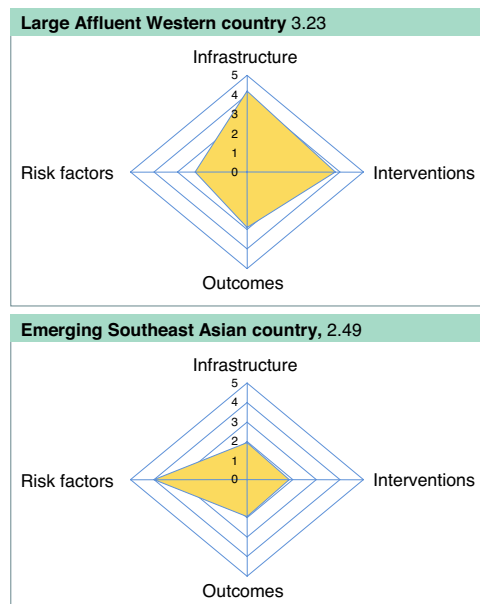 Large Affluent Western country 3.23
Infrastructure
5
4
3
2
1
0
Risk factors
Interventions
Outcomes
Emerging Southeast Asian country, 2.49
Infrastructure
5
4
3
2
1
0
Risk factors
Interventions
Outcomes